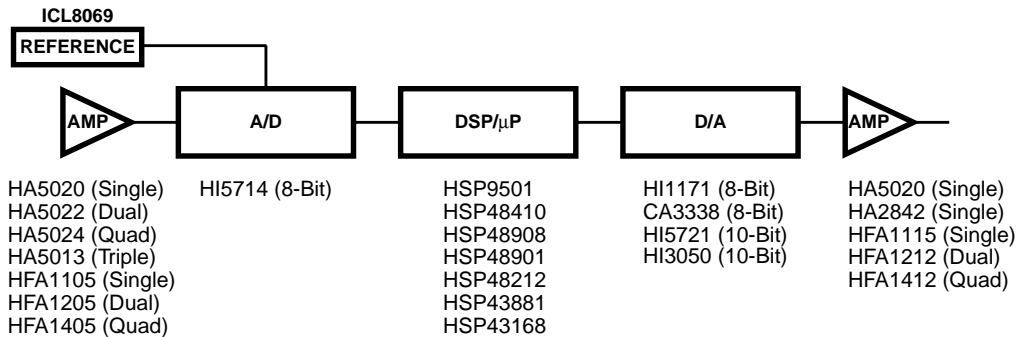 ICL8069
REFERENCE
AMP
A/D
DSP/µP
D/A
AMP
HA5020 (Single)
HA5022 (Dual)
HA5024 (Quad)
HA5013 (Triple)
HFA1105 (Single)
HFA1205 (Dual)
HFA1405 (Quad)
HI5714 (8-Bit)
HSP9501
HSP48410
HSP48908
HSP48901
HSP48212
HSP43881
HSP43168
HI1171 (8-Bit)
CA3338 (8-Bit)
HI5721 (10-Bit)
HI3050 (10-Bit)
HA5020 (Single)
HA2842 (Single)
HFA1115 (Single)
HFA1212 (Dual)
HFA1412 (Quad)